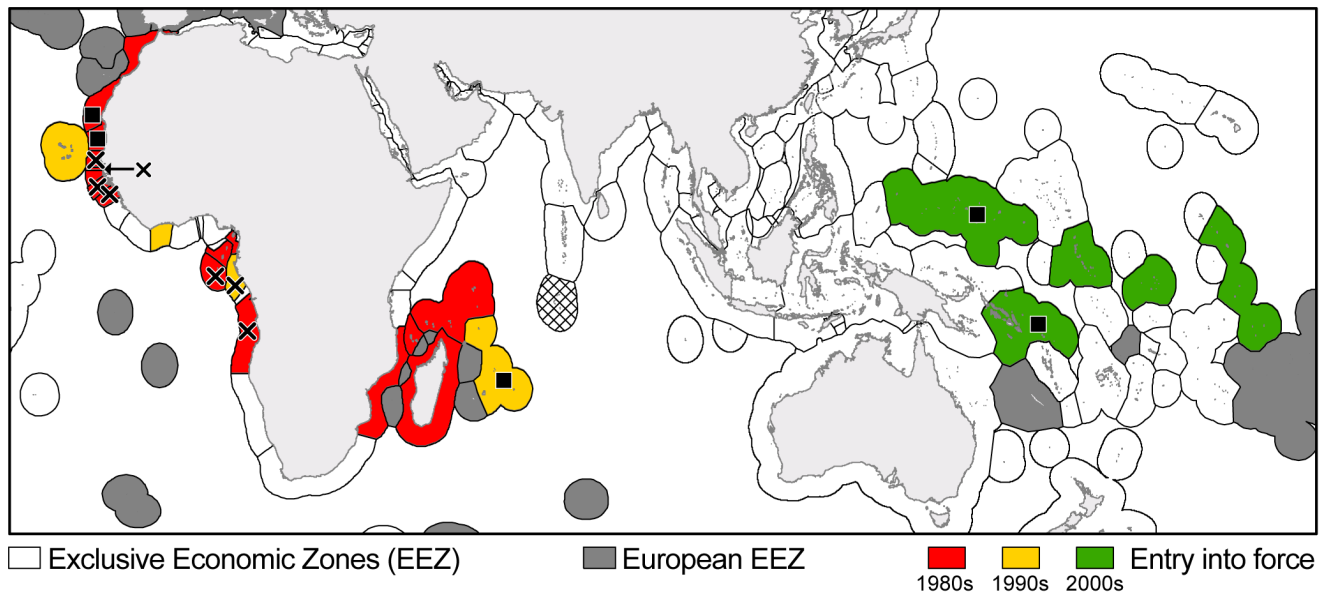 Exclusive Economic Zones (EEZ) European EEZ Entry into force
1980s 1990s 2000s